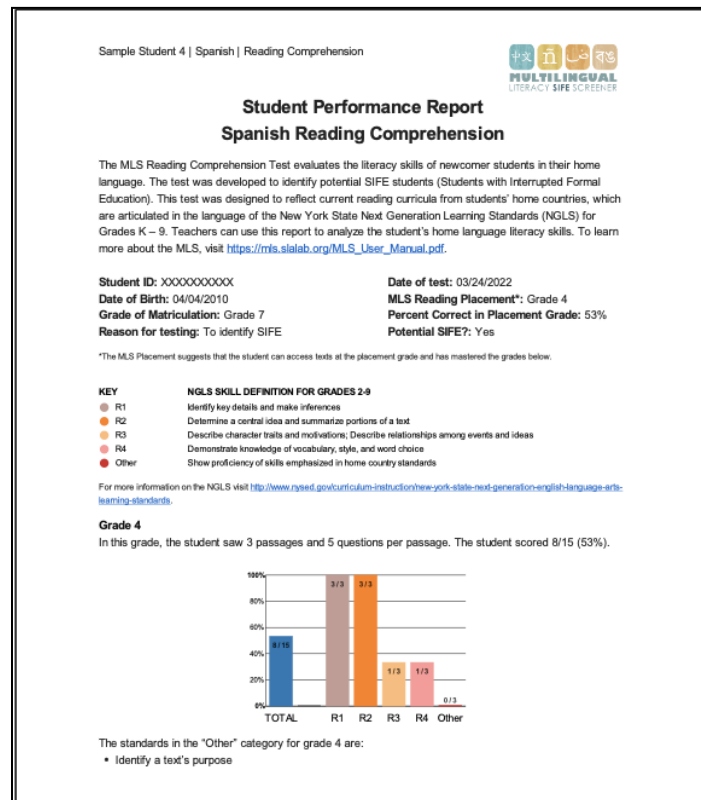 Sample Student 4 | Spanish | Reading Comprehension
MULTILINGUAL
LITERACY SIFE SCREENER
Student Performance Report
Spanish Reading Comprehension
The MLS Reading Comprehension Test evaluates the literacy skills of newcomer students in their home
language. The test was developed to identify potential SIFE students (Students with Interrupted Formal
Education). This test was designed to reflect current reading curricula from students' home countries, which
are articulated in the language of the New York State Next Generation Learning Standards (NGLS) for
Grades K – 9. Teachers can use this report to analyze the student's home language literacy skills. To learn
more about the MLS, visit https://mls.slalab.org/MLS_User_Manual.pdf.
Student ID: XXXXXXXXXX
Date of Birth: 04/04/2010
Grade of Matriculation: Grade 7
Reason for testing: To identify SIFE
Date of test: 03/24/2022
MLS Reading Placement*: Grade 4
Percent Correct in Placement Grade: 53%
Potential SIFE?: Yes
*The MLS Placement suggests that the student can access texts at the placement grade and has mastered the grades below.
KEY NGLS SKILL DEFINITION FOR GRADES 2-9
R1 Identify key details and make inferences
R2 Determine a central idea and summarize portions of a text
R3 Describe character traits and motivations; Describe relationships among events and ideas
R4 Demonstrate knowledge of vocabulary, style, and word choice
Other Show proficiency of skills emphasized in home country standards
For more information on the NGLS visit http://www.nysed.gov/curriculum-instruction/new-york-state-next-generation-english-language-arts-
learning-standards.
Grade 4
In this grade, the student saw 3 passages and 5 questions per passage. The student scored 8/15 (53%).
100%
80%
60%
40%
20%
0%
8 / 15
3 / 3
3 / 3
1 / 3
1 / 3
0 / 3
TOTAL R1 R2 R3 R4 Other
The standards in the "Other" category for grade 4 are:
• Identify a text's purpose